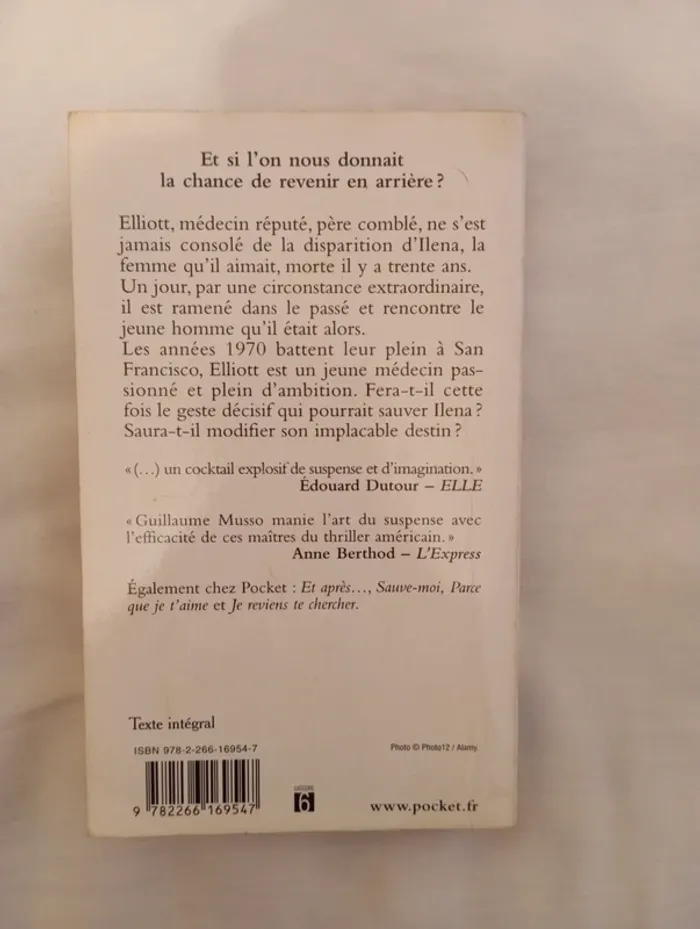 Et si l'on nous donnait
la chance de revenir en arrière ?
Elliott, médecin réputé, père comblé, ne s'est
jamais consolé de la disparition d'Ilena, la
femme qu'il aimait, morte il y a trente ans.
Un jour, par une circonstance extraordinaire,
il est ramené dans le passé et rencontre le
jeune homme qu'il était alors.
Les années 1970 battent leur plein à San
Francisco, Elliott est un jeune médecin pas-
sionné et plein d'ambition. Fera-t-il cette
fois le geste décisif qui pourrait sauver Ilena ?
Saura-t-il modifier son implacable destin ?
« (…) un cocktail explosif de suspense et d'imagination. »
Édouard Dutour – ELLE
« Guillaume Musso manie l'art du suspense avec
l'efficacité de ces maîtres du thriller américain. »
Anne Berthod – L'Express
Également chez Pocket : Et après…, Sauve-moi, Parce
que je t'aime et Je reviens te chercher.
Texte intégral
ISBN 978-2-266-16954-7
Photo © Photo12 / Alamy.
9 782266 169547
6
www.pocket.fr